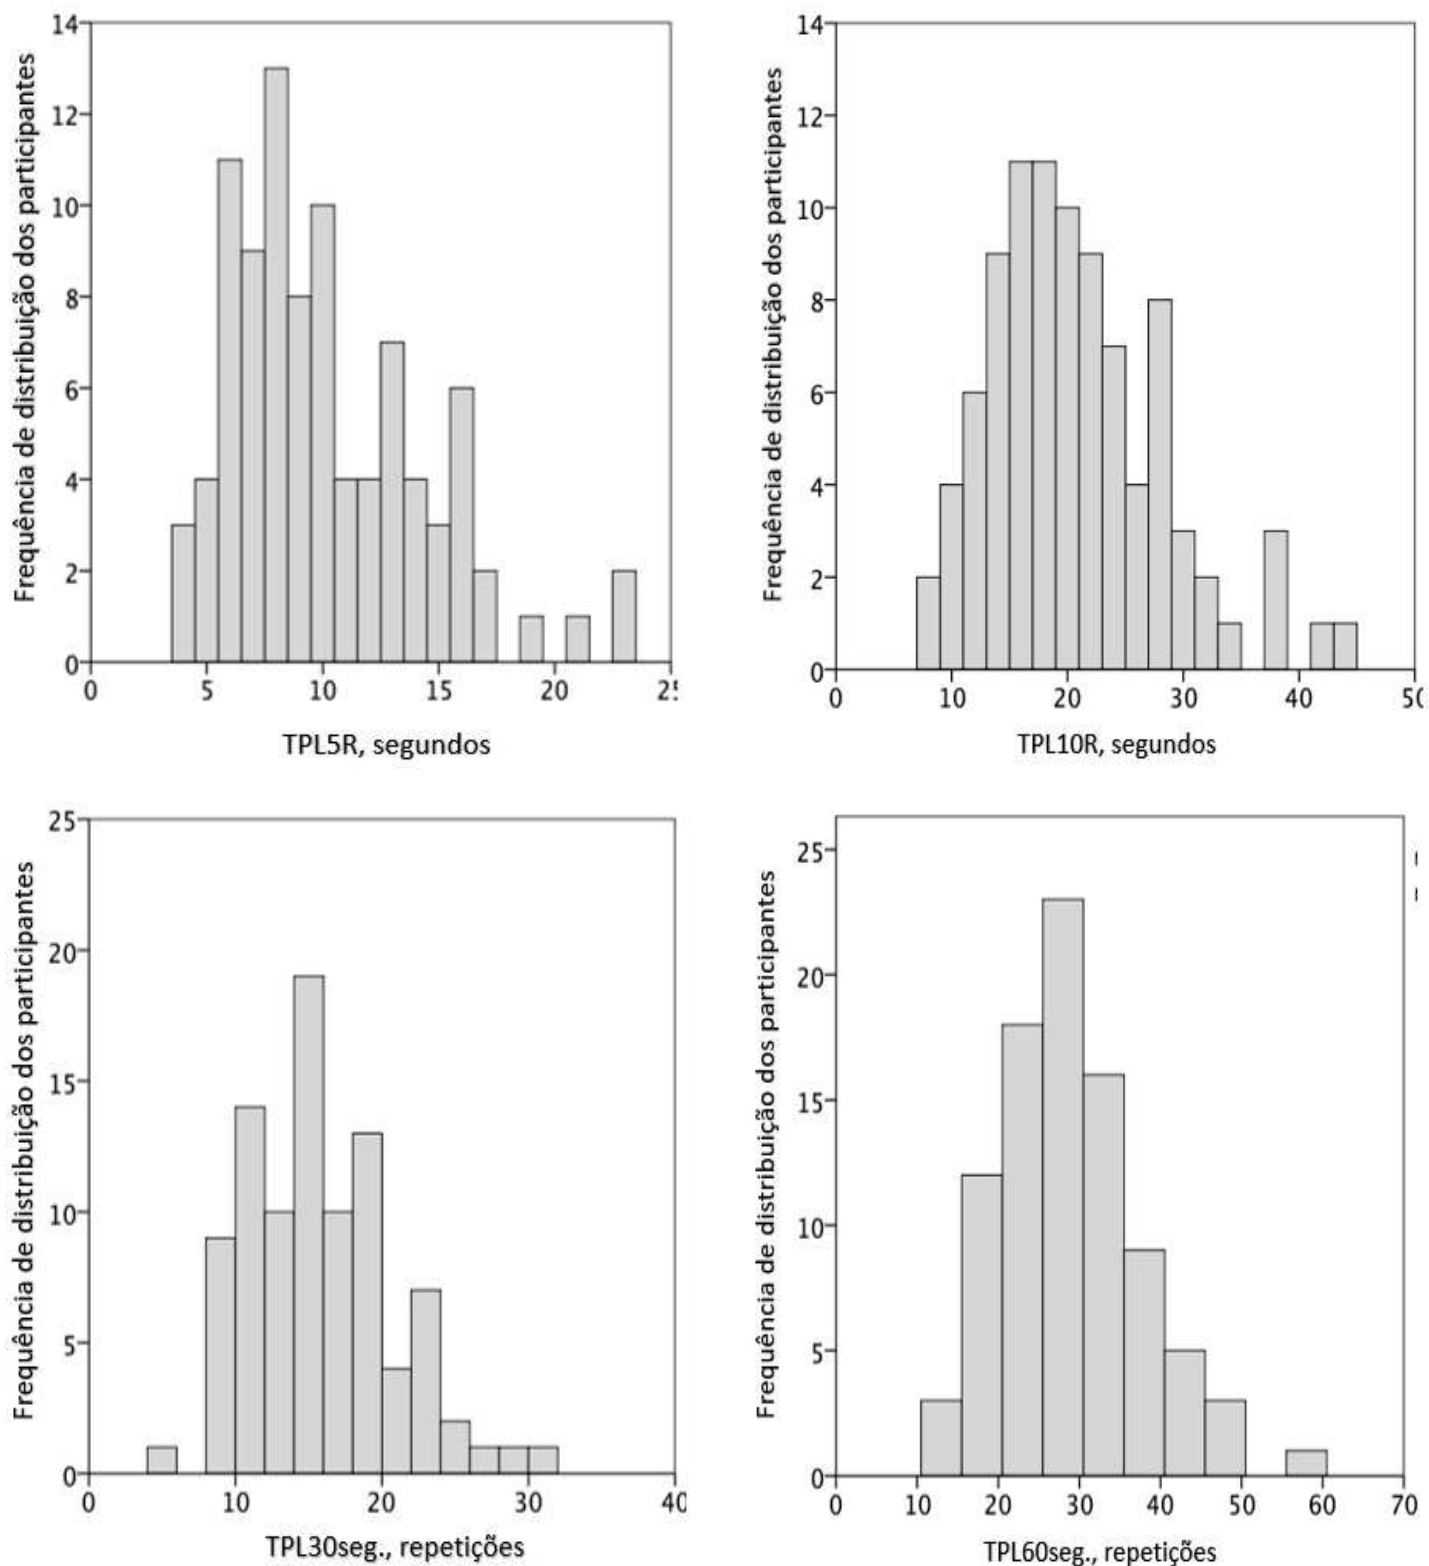 Frequência de distribuição dos participantes
14
12
10
8
6
4
2
0
0 5 10 15 20
TPL5R, segundos
Frequência de distribuição dos participantes
14
12
10
8
6
4
2
0
0 10 20 30 40
TPL10R, segundos
Frequência de distribuição dos participantes
25
20
15
10
5
0
0 10 20 30
TPL30seg., repetições
Frequência de distribuição dos participantes
25
20
15
10
5
0
0 10 20 30 40 50 60 70
TPL60seg., repetições